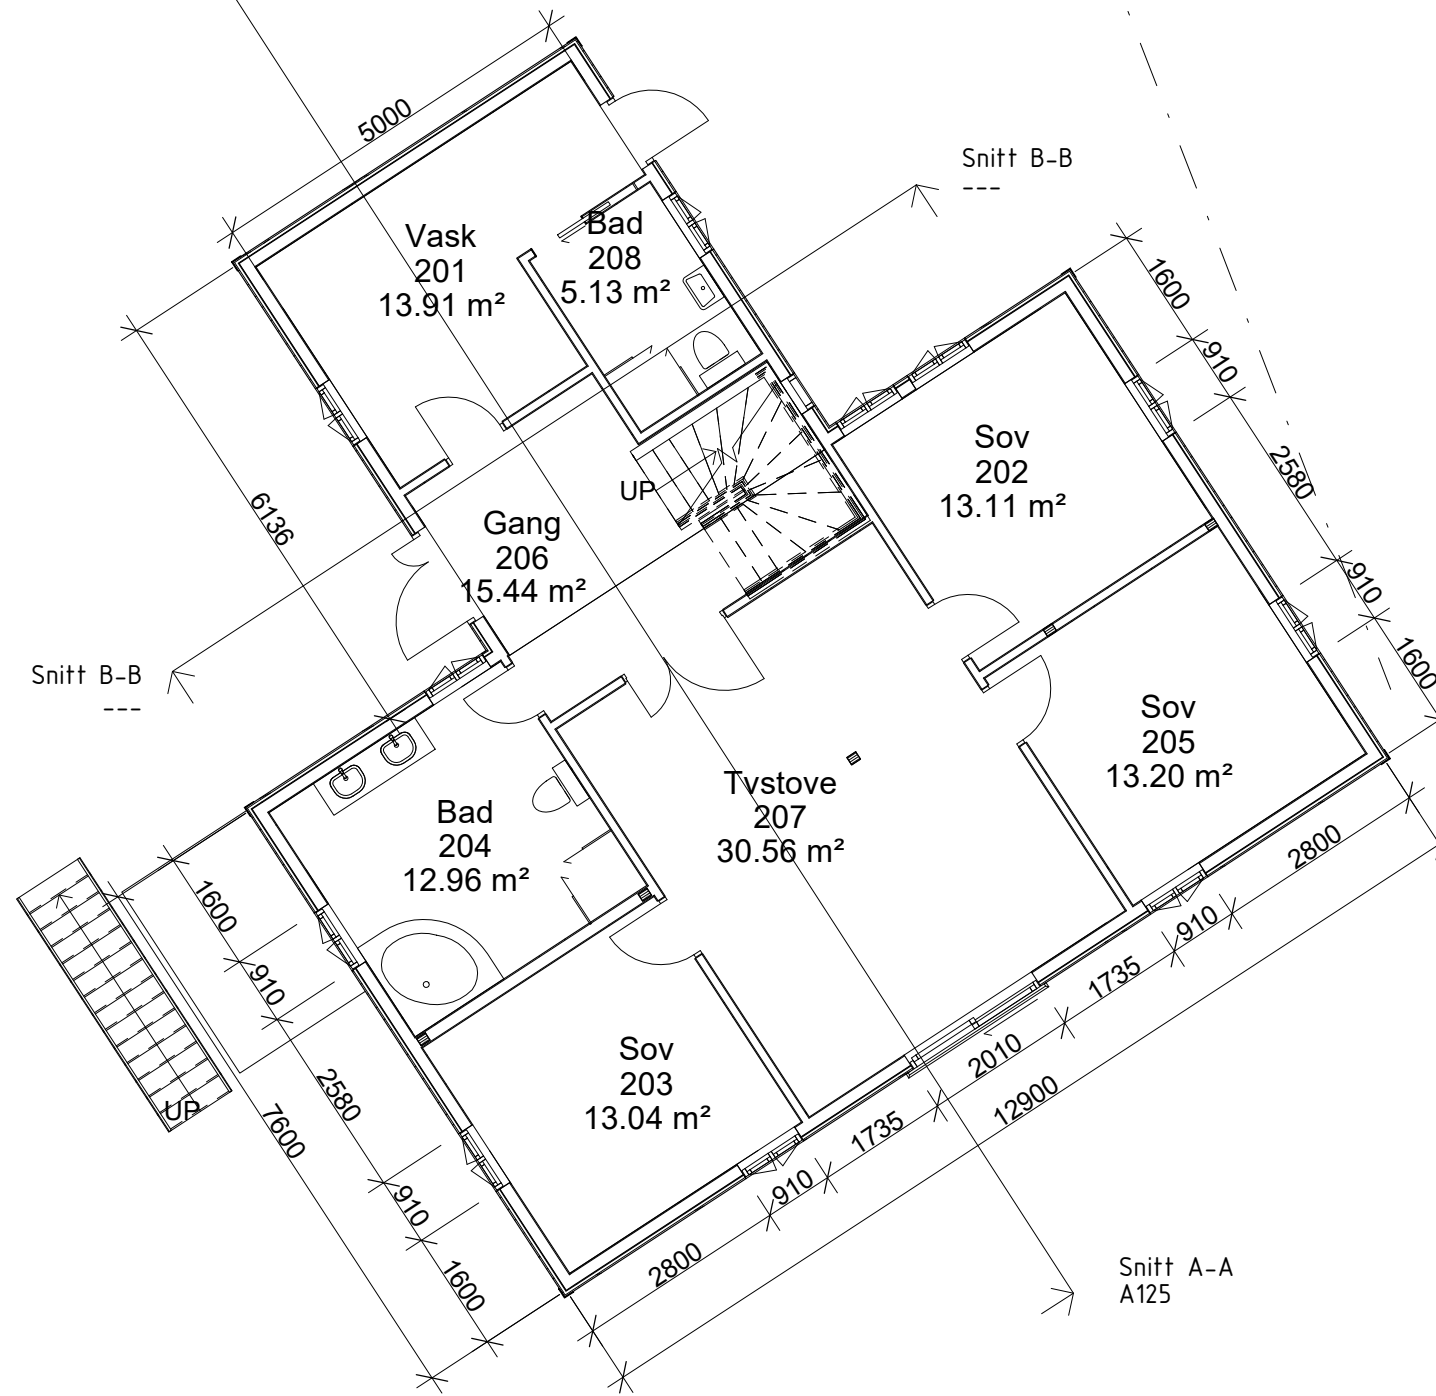 5000
Snitt B-B
---
Vask
201
13.91 m²
Bad
208
5.13 m²
1600
910
2580
910
1600
Sov
202
13.11 m²
UP
6136
Gang
206
15.44 m²
Snitt B-B
---
Sov
205
13.20 m²
Tvstove
207
30.56 m²
Bad
204
12.96 m²
2800
910
1735
2010
12900
1735
910
2800
1600
910
2580
910
1600
7600
UP
Sov
203
13.04 m²
Snitt A-A
A125